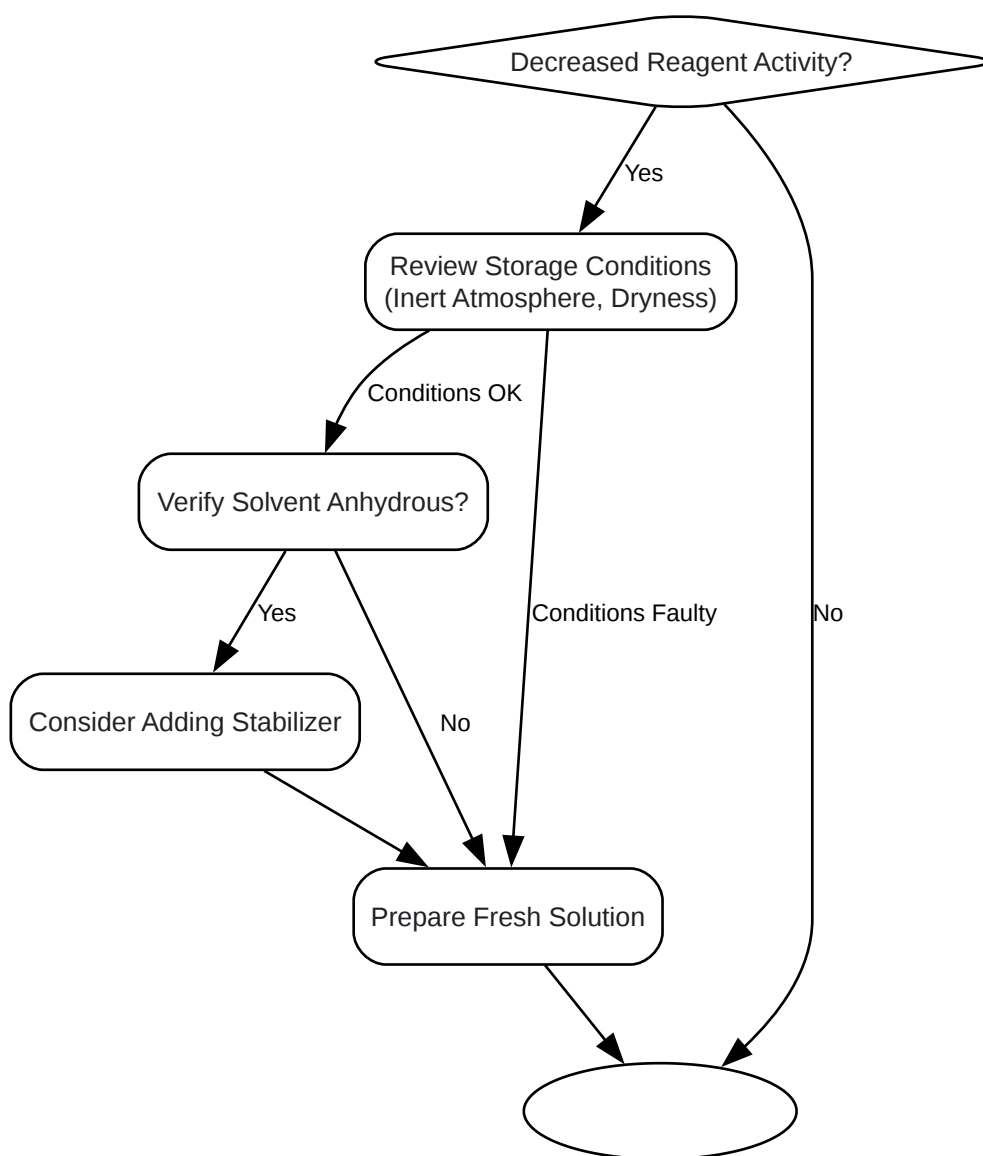 Decreased Reagent Activity?
Yes
Review Storage Conditions
(Inert Atmosphere, Dryness)
Conditions OK
Verify Solvent Anhydrous?
Yes
Conditions Faulty
No
Consider Adding Stabilizer
No
Prepare Fresh Solution